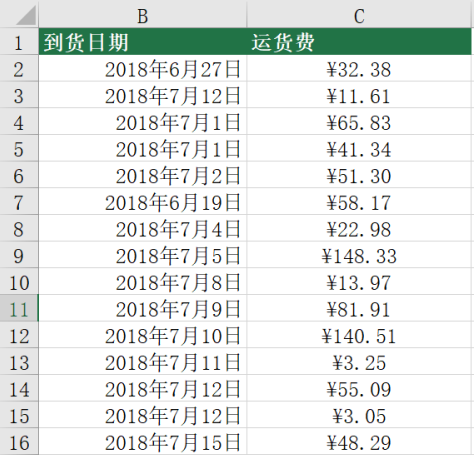 B C
1 到货日期 运货费
2 2018年6月27日 ¥32.38
3 2018年7月12日 ¥11.61
4 2018年7月1日 ¥65.83
5 2018年7月1日 ¥41.34
6 2018年7月2日 ¥51.30
7 2018年6月19日 ¥58.17
8 2018年7月4日 ¥22.98
9 2018年7月5日 ¥148.33
10 2018年7月8日 ¥13.97
11 2018年7月9日 ¥81.91
12 2018年7月10日 ¥140.51
13 2018年7月11日 ¥3.25
14 2018年7月12日 ¥55.09
15 2018年7月12日 ¥3.05
16 2018年7月15日 ¥48.29